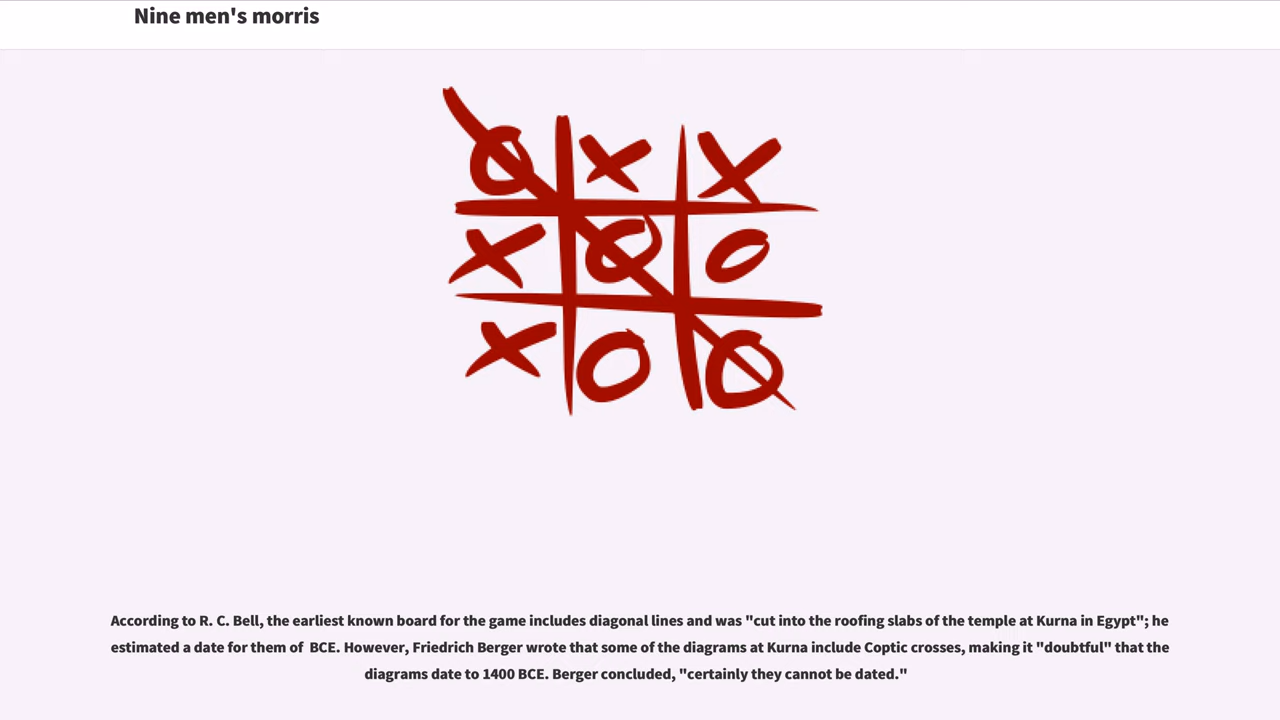 Nine men's morris
According to R. C. Bell, the earliest known board for the game includes diagonal lines and was "cut into the roofing slabs of the temple at Kurna in Egypt"; he
estimated a date for them of  BCE. However, Friedrich Berger wrote that some of the diagrams at Kurna include Coptic crosses, making it "doubtful" that the
diagrams date to 1400 BCE. Berger concluded, "certainly they cannot be dated."